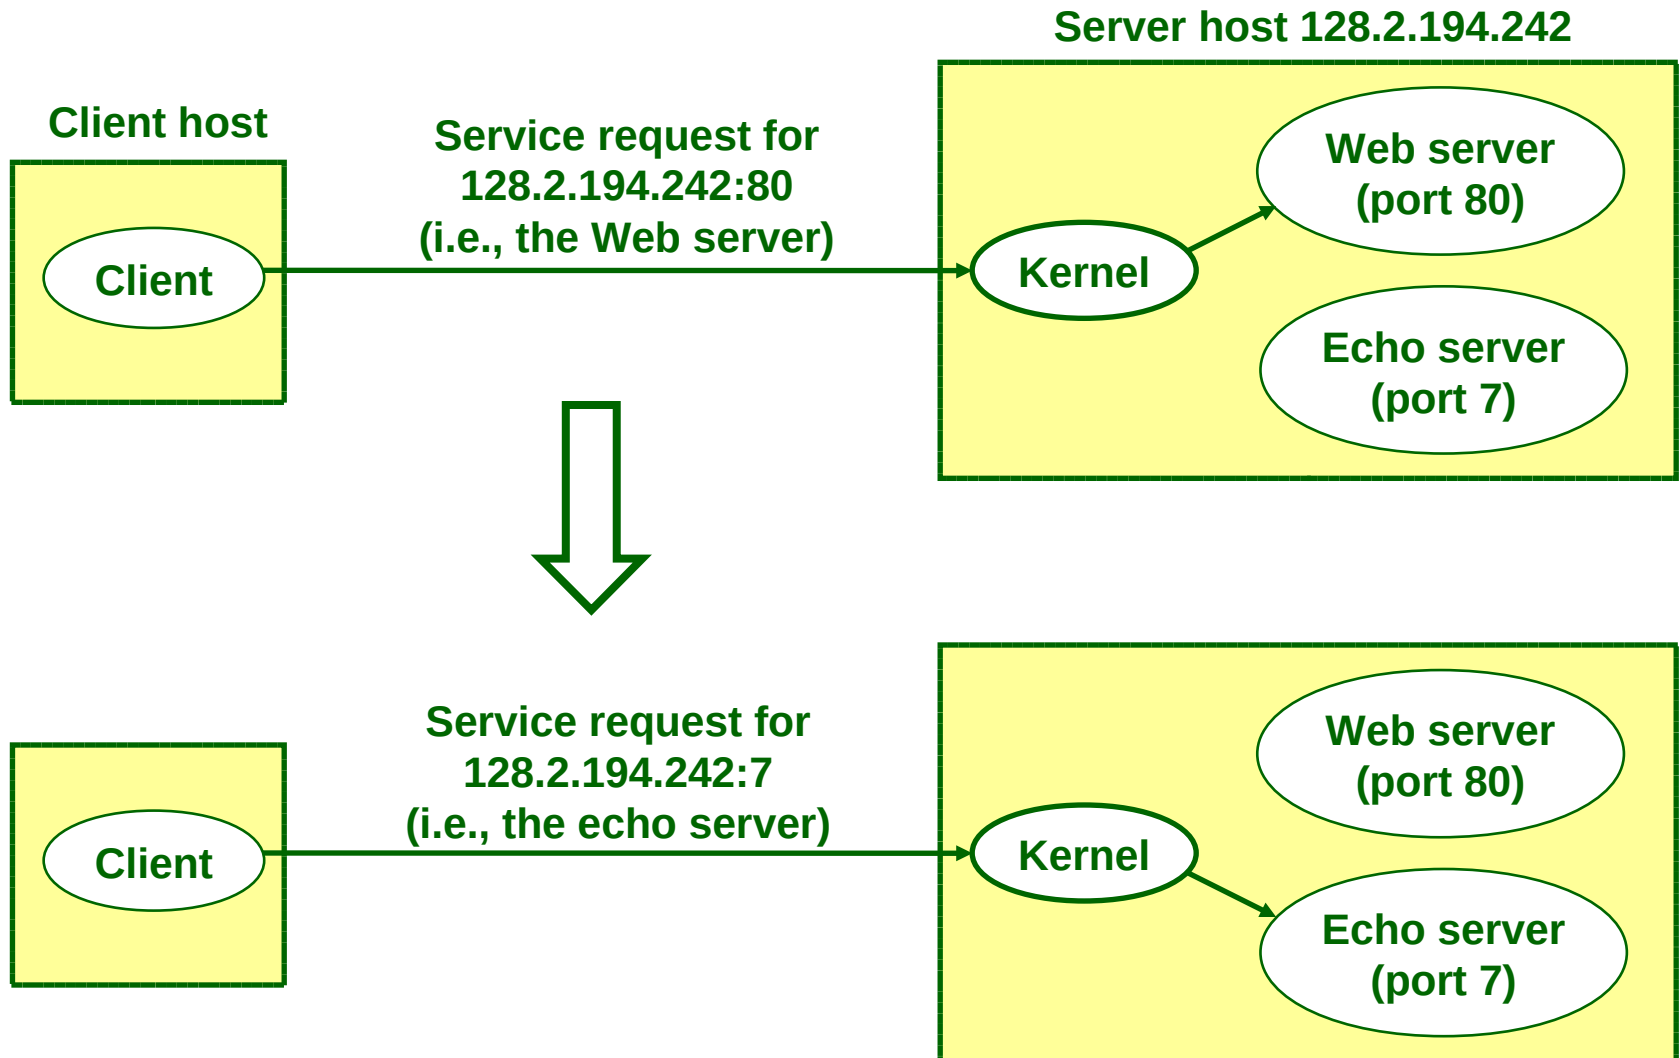 Server host 128.2.194.242
Client host
Service request for
128.2.194.242:80
(i.e., the Web server)
Client
Kernel
Web server
(port 80)
Echo server
(port 7)
Service request for
128.2.194.242:7
(i.e., the echo server)
Client
Kernel
Web server
(port 80)
Echo server
(port 7)